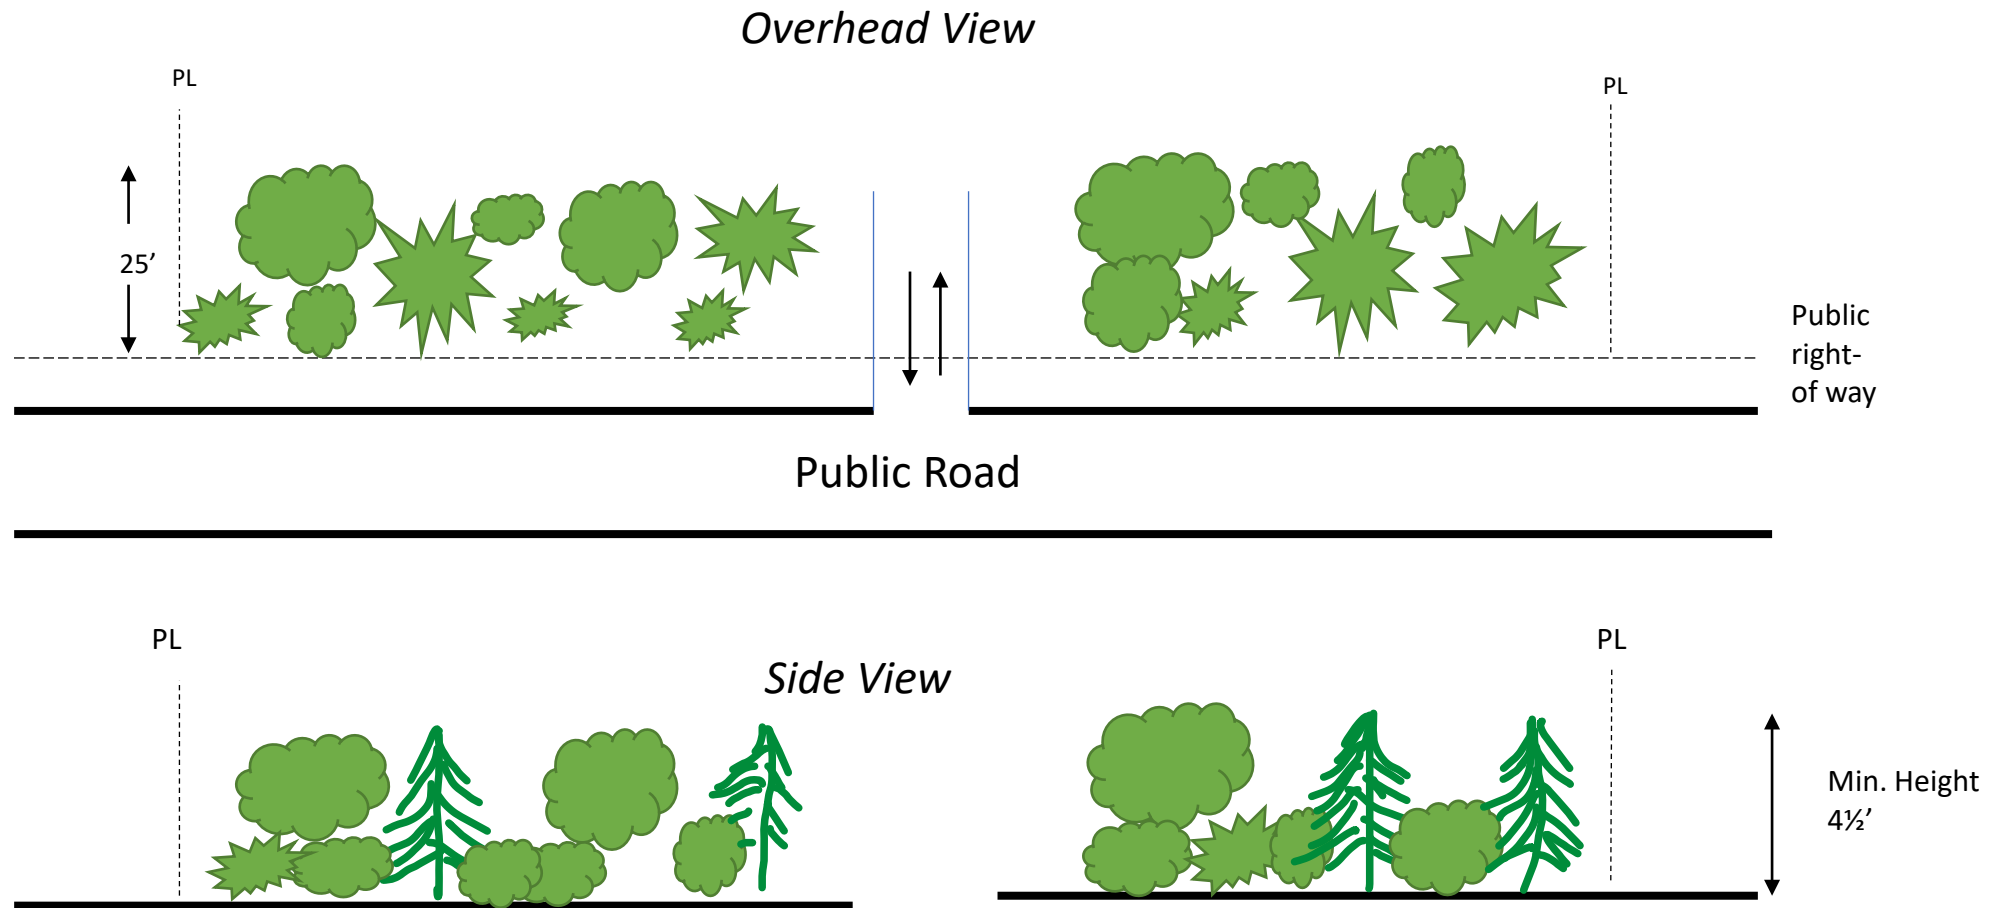 Overhead View
PL
PL
25’
Public
right-
of way
Public Road
PL
PL
Side View
Min. Height
4½’